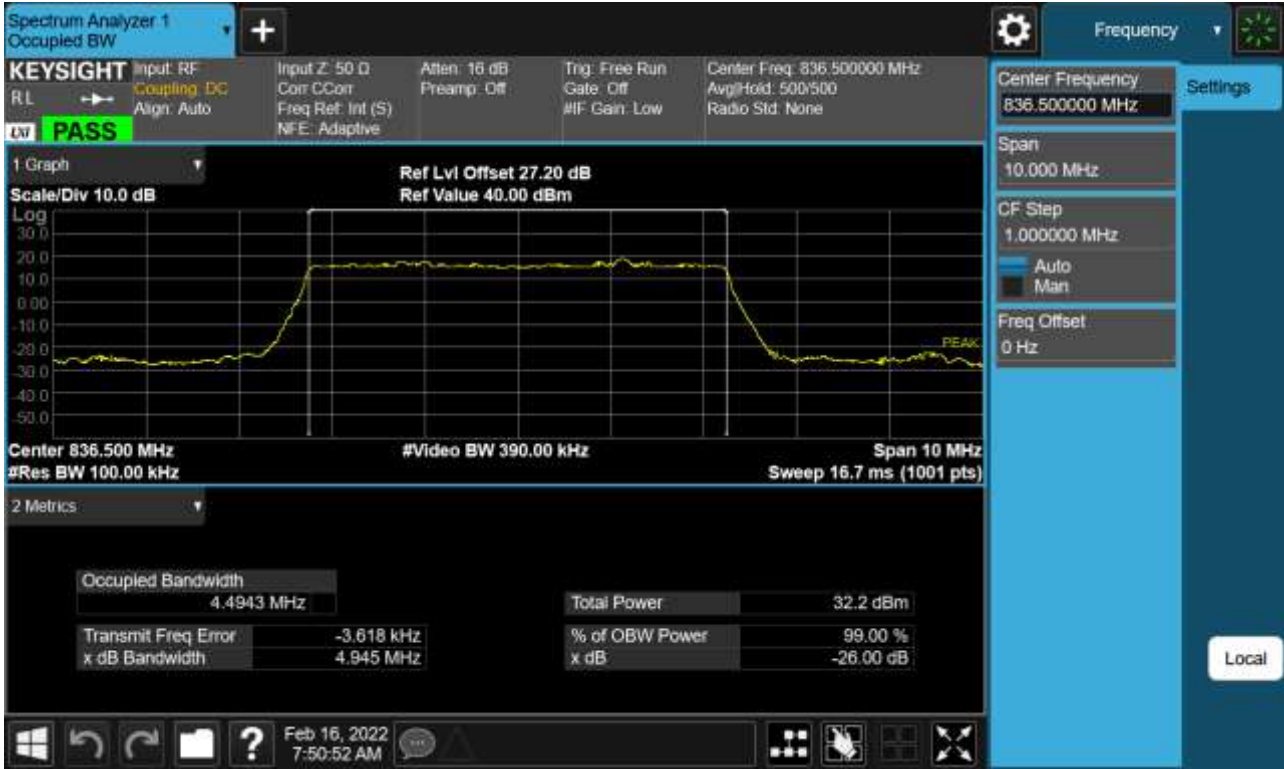 Spectrum Analyzer 1
Occupied BW
+
Frequency
KEYSIGHT
RL
LXI
PASS
Input: RF
Coupling: DC
Align: Auto
Input Z: 50 Ω
Corr CCorr
Freq Ref: Int (S)
NFE: Adaptive
Atten: 16 dB
Preamp: Off
Trig: Free Run
Gate: Off
#IF Gain: Low
Center Freq: 836.500000 MHz
Avg|Hold: 500/500
Radio Std: None
Center Frequency
836.500000 MHz
Settings
Span
10.000 MHz
CF Step
1.000000 MHz
Auto
Man
Freq Offset
0 Hz
Local
1 Graph
Scale/Div 10.0 dB
Ref Lvl Offset 27.20 dB
Ref Value 40.00 dBm
Log
30.0
20.0
10.0
0.00
-10.0
-20.0
-30.0
-40.0
-50.0
PEAK
Center 836.500 MHz
#Video BW 390.00 kHz
Span 10 MHz
#Res BW 100.00 kHz
Sweep 16.7 ms (1001 pts)
2 Metrics
Occupied Bandwidth
4.4943 MHz
Total Power 32.2 dBm
Transmit Freq Error -3.618 kHz
% of OBW Power 99.00 %
x dB Bandwidth 4.945 MHz
x dB -26.00 dB
?
Feb 16, 2022
7:50:52 AM